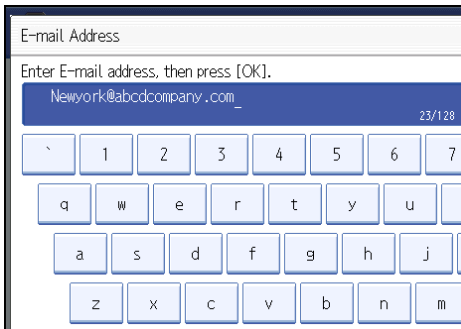 E-mail Address
Enter E-mail address, then press [OK].
Newyork@abcdcompany.com_
23/128
` 1 2 3 4 5 6 7
q w e r t y u
a s d f g h j
z x c v b n m